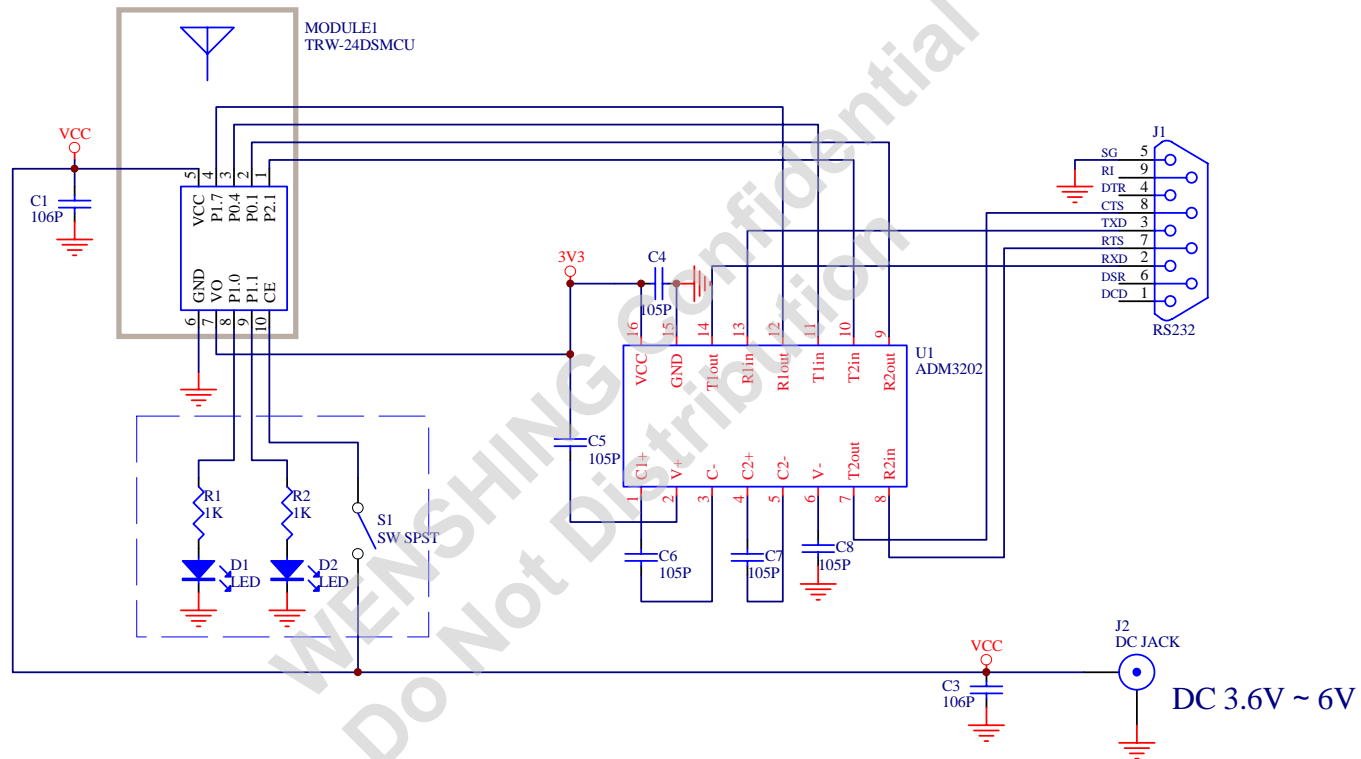 MODULE1
TRW-24DSMCU
VCC
C1
106P
5
4
3
2
1
VCC
P1.7
P0.4
P0.1
P2.1
GND
VO
P1.0
P1.1
CE
6
7
8
9
10
R1
1K
R2
1K
S1
SW SPST
D1
LED
D2
LED
3V3
C4
105P
C5
105P
16
15
14
13
12
11
10
9
VCC
GND
T1out
R1in
R1out
T1in
T2in
R2out
U1
ADM3202
C1+
V+
C-
C2+
C2-
V-
T2out
R2in
1
2
3
4
5
6
7
8
C6
105P
C7
105P
C8
105P
J1
SG 5
RI 9
DTR 4
CTS 8
TXD 3
RTS 7
RXD 2
DSR 6
DCD 1
RS232
VCC
C3
106P
J2
DC JACK
DC 3.6V ~ 6V
WENSHING Confidential
Do Not Distribution